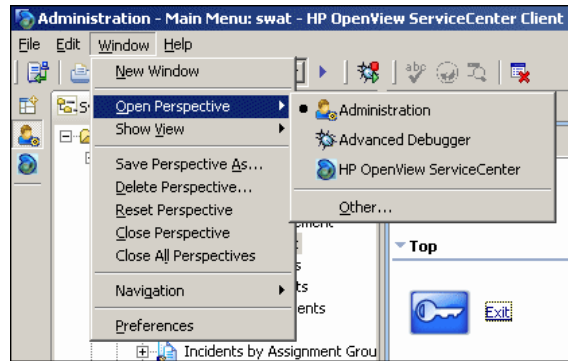 Administration - Main Menu: swat - HP OpenView ServiceCenter Client
File Edit Window Help
New Window
Open Perspective
Show View
Save Perspective As...
Delete Perspective...
Reset Perspective
Close Perspective
Close All Perspectives
Navigation
Preferences
Administration
Advanced Debugger
HP OpenView ServiceCenter
Other...
Top
Exit
Incidents by Assignment Grou